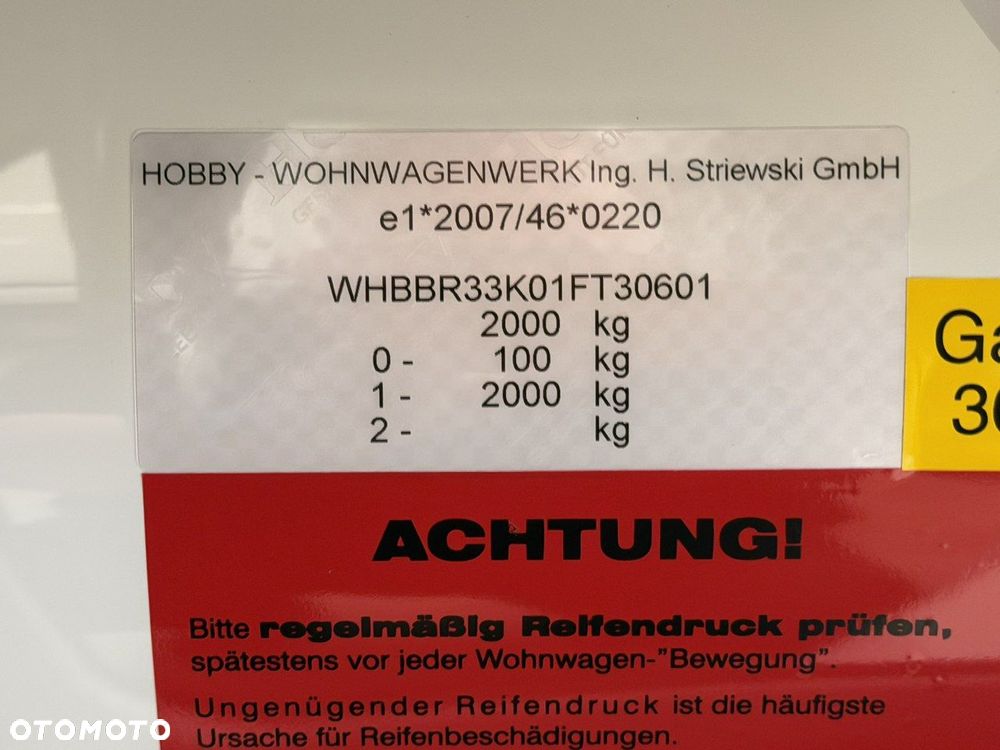 HOBBY - WOHNWAGENWERK Ing. H. Striewski GmbH
e1*2007/46*0220
WHBBR33K01FT30601
2000 kg
0 - 100 kg
1 - 2000 kg
2 - kg
Ga
36
ACHTUNG!
Bitte regelmäßig Reifendruck prüfen,
spätestens vor jeder Wohnwagen-"Bewegung".
Ungenügender Reifendruck ist die häufigste
Ursache für Reifenbeschädigungen.
OTOMOTO